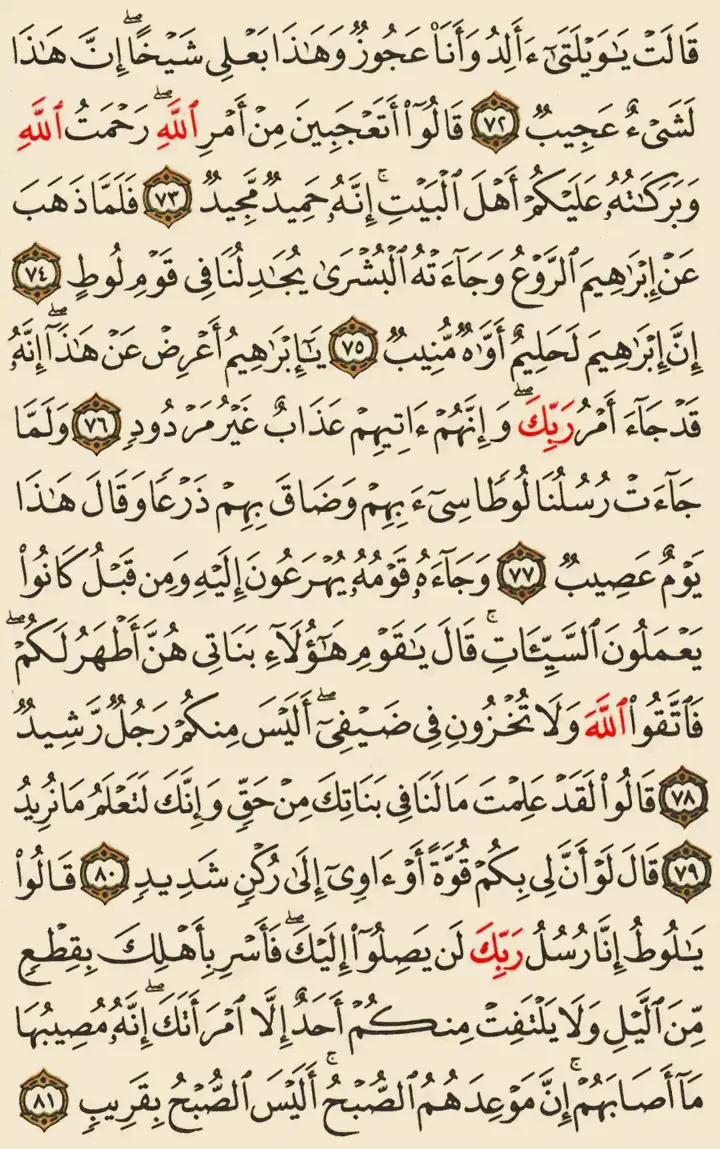 قَالَتْ يَٰوَيْلَتَىٰٓ ءَأَلِدُ وَأَنَا۠ عَجُوزٌ وَهَٰذَا بَعْلِى شَيْخًا ۖ إِنَّ هَٰذَا
لَشَىْءٌ عَجِيبٌ ٧٢ قَالُوٓا۟ أَتَعْجَبِينَ مِنْ أَمْرِ ٱللَّهِ ۖ رَحْمَتُ ٱللَّهِ
وَبَرَكَٰتُهُۥ عَلَيْكُمْ أَهْلَ ٱلْبَيْتِ ۚ إِنَّهُۥ حَمِيدٌ مَّجِيدٌ ٧٣ فَلَمَّا ذَهَبَ
عَنْ إِبْرَٰهِيمَ ٱلرَّوْعُ وَجَآءَتْهُ ٱلْبُشْرَىٰ يُجَٰدِلُنَا فِى قَوْمِ لُوطٍ ٧٤
إِنَّ إِبْرَٰهِيمَ لَحَلِيمٌ أَوَّٰهٌ مُّنِيبٌ ٧٥ يَٰٓإِبْرَٰهِيمُ أَعْرِضْ عَنْ هَٰذَآ ۖ إِنَّهُۥ
قَدْ جَآءَ أَمْرُ رَبِّكَ ۖ وَإِنَّهُمْ ءَاتِيهِمْ عَذَابٌ غَيْرُ مَرْدُودٍ ٧٦ وَلَمَّا
جَآءَتْ رُسُلُنَا لُوطًا سِىٓءَ بِهِمْ وَضَاقَ بِهِمْ ذَرْعًا وَقَالَ هَٰذَا
يَوْمٌ عَصِيبٌ ٧٧ وَجَآءَهُۥ قَوْمُهُۥ يُهْرَعُونَ إِلَيْهِ وَمِن قَبْلُ كَانُوا۟
يَعْمَلُونَ ٱلسَّيِّـَٔاتِ ۚ قَالَ يَٰقَوْمِ هَٰٓؤُلَآءِ بَنَاتِى هُنَّ أَطْهَرُ لَكُمْ ۖ
فَٱتَّقُوا۟ ٱللَّهَ وَلَا تُخْزُونِ فِى ضَيْفِىٓ ۖ أَلَيْسَ مِنكُمْ رَجُلٌ رَّشِيدٌ
٧٨ قَالُوا۟ لَقَدْ عَلِمْتَ مَا لَنَا فِى بَنَاتِكَ مِنْ حَقٍّ وَإِنَّكَ لَتَعْلَمُ مَا نُرِيدُ
٧٩ قَالَ لَوْ أَنَّ لِى بِكُمْ قُوَّةً أَوْ ءَاوِىٓ إِلَىٰ رُكْنٍ شَدِيدٍ ٨٠ قَالُوا۟
يَٰلُوطُ إِنَّا رُسُلُ رَبِّكَ لَن يَصِلُوٓا۟ إِلَيْكَ ۖ فَأَسْرِ بِأَهْلِكَ بِقِطْعٍ
مِّنَ ٱلَّيْلِ وَلَا يَلْتَفِتْ مِنكُمْ أَحَدٌ إِلَّا ٱمْرَأَتَكَ ۖ إِنَّهُۥ مُصِيبُهَا
مَآ أَصَابَهُمْ ۚ إِنَّ مَوْعِدَهُمُ ٱلصُّبْحُ ۚ أَلَيْسَ ٱلصُّبْحُ بِقَرِيبٍ ٨١